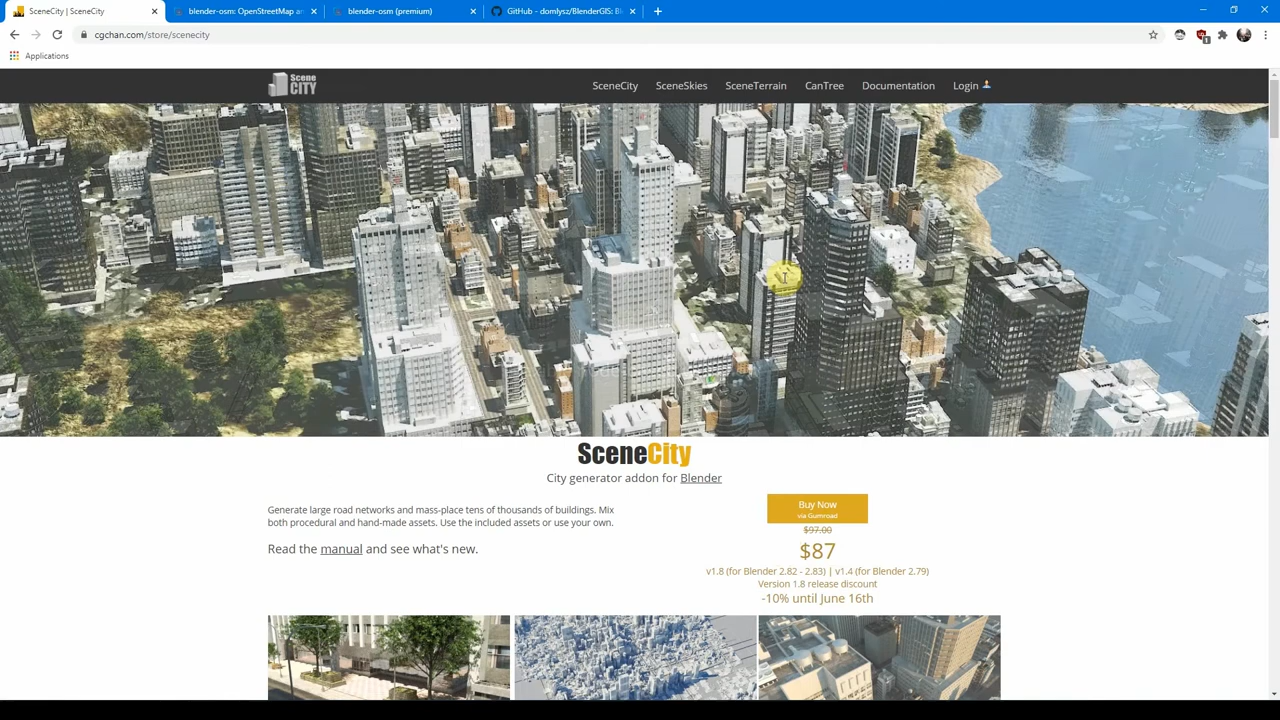 SceneCity | SceneCity
blender-osm: OpenStreetMap an
blender-osm (premium)
GitHub - domlysz/BlenderGIS: Bl
cgchan.com/store/scenecity
1
Applications
Scene
CITY
SceneCity
SceneSkies
SceneTerrain
CanTree
Documentation
Login
SceneCity
City generator addon for Blender
Generate large road networks and mass-place tens of thousands of buildings. Mix
both procedural and hand-made assets. Use the included assets or use your own.
Read the manual and see what's new.
Buy Now
via Gumroad
$97.00
$87
v1.8 (for Blender 2.82 - 2.83) | v1.4 (for Blender 2.79)
Version 1.8 release discount
-10% until June 16th